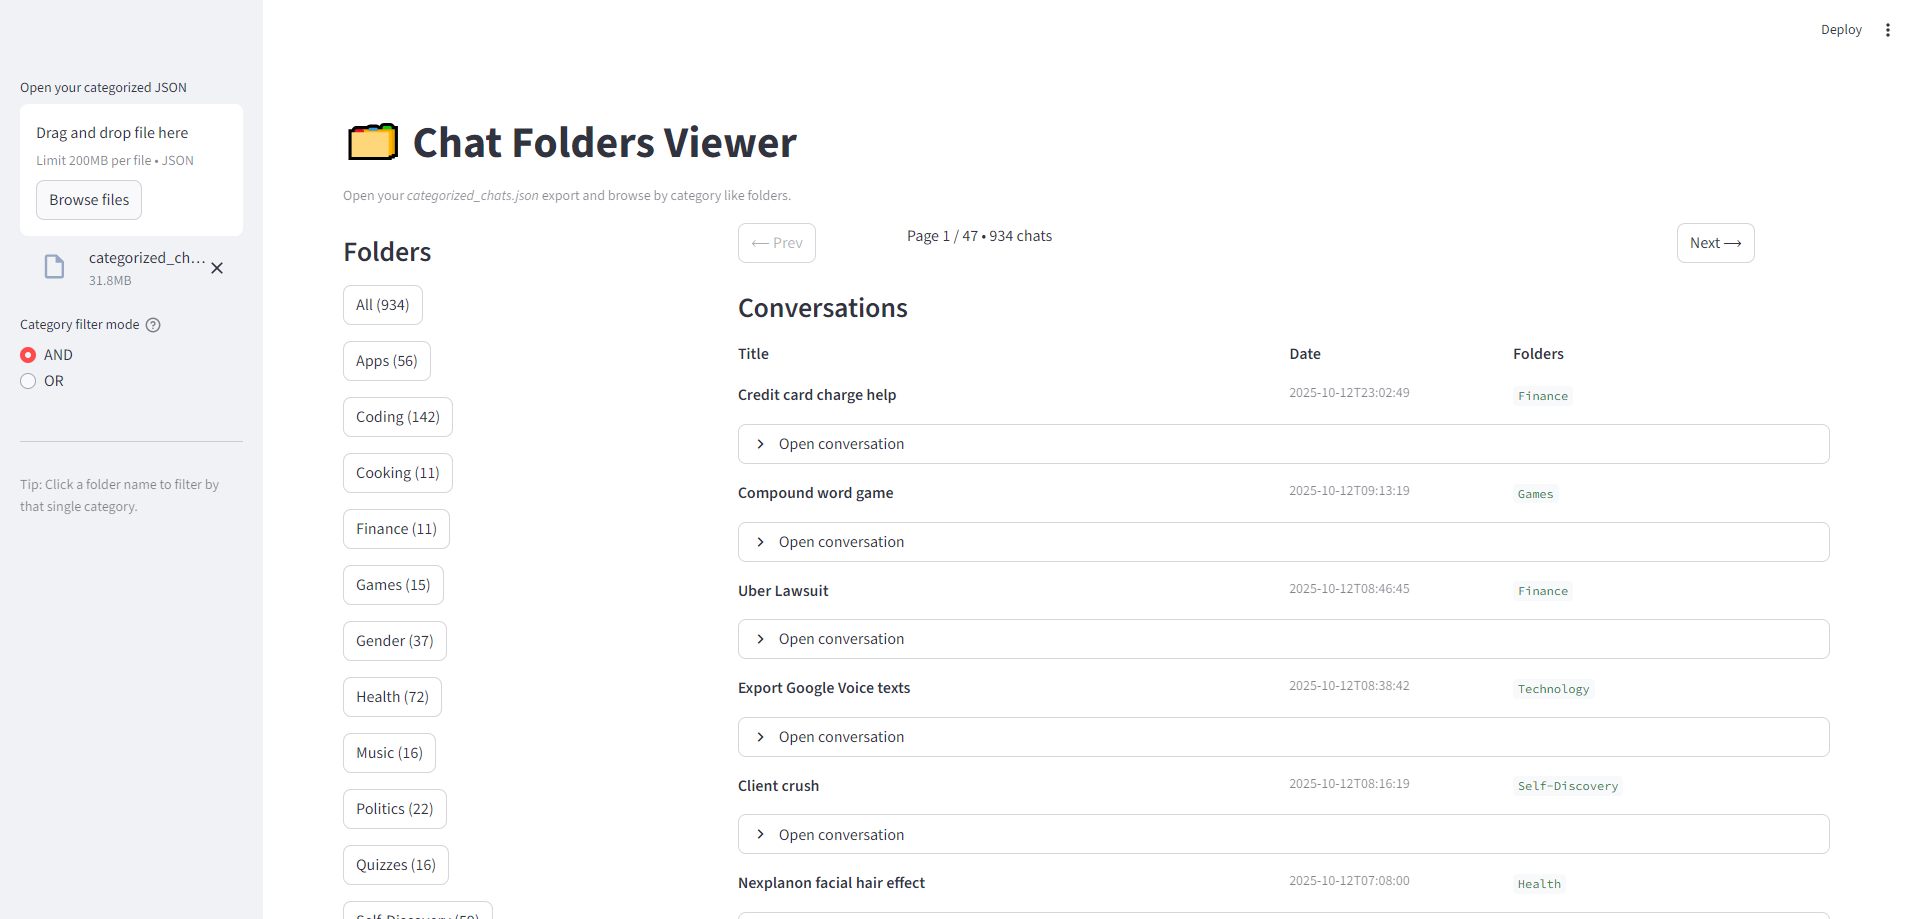 Deploy
Open your categorized JSON
Drag and drop file here
Limit 200MB per file • JSON
Browse files
categorized_ch...
31.8MB
Category filter mode
AND
OR
Tip: Click a folder name to filter by
that single category.
Chat Folders Viewer
Open your categorized_chats.json export and browse by category like folders.
Folders
All (934)
Apps (56)
Coding (142)
Cooking (11)
Finance (11)
Games (15)
Gender (37)
Health (72)
Music (16)
Politics (22)
Quizzes (16)
Self-Discovery (59)
← Prev
Page 1 / 47 • 934 chats
Next →
Conversations
Title Date Folders
Credit card charge help 2025-10-12T23:02:49 Finance
Open conversation
Compound word game 2025-10-12T09:13:19 Games
Open conversation
Uber Lawsuit 2025-10-12T08:46:45 Finance
Open conversation
Export Google Voice texts 2025-10-12T08:38:42 Technology
Open conversation
Client crush 2025-10-12T08:16:19 Self-Discovery
Open conversation
Nexplanon facial hair effect 2025-10-12T07:08:00 Health